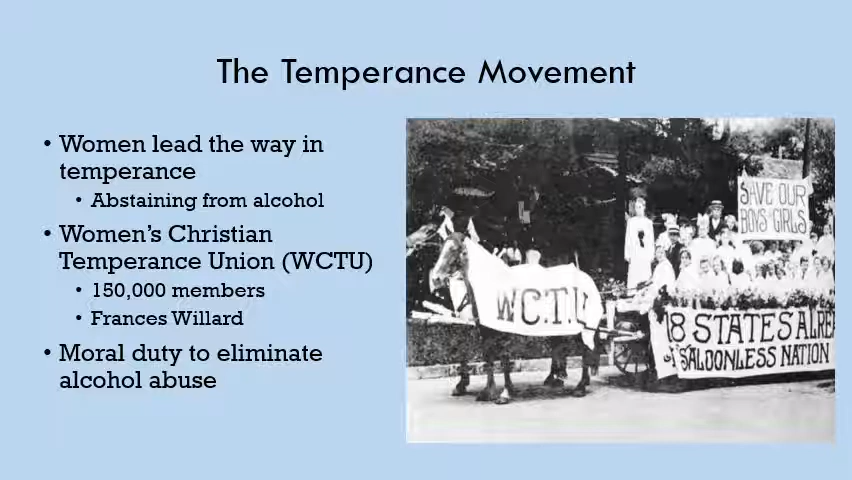 The Temperance Movement
• Women lead the way in
temperance
• Abstaining from alcohol
• Women's Christian
Temperance Union (WCTU)
• 150,000 members
• Frances Willard
• Moral duty to eliminate
alcohol abuse
SAVE OUR
BOYS & GIRLS
W.C.T.U
18 STATES ALRE
SALOONLESS NATION